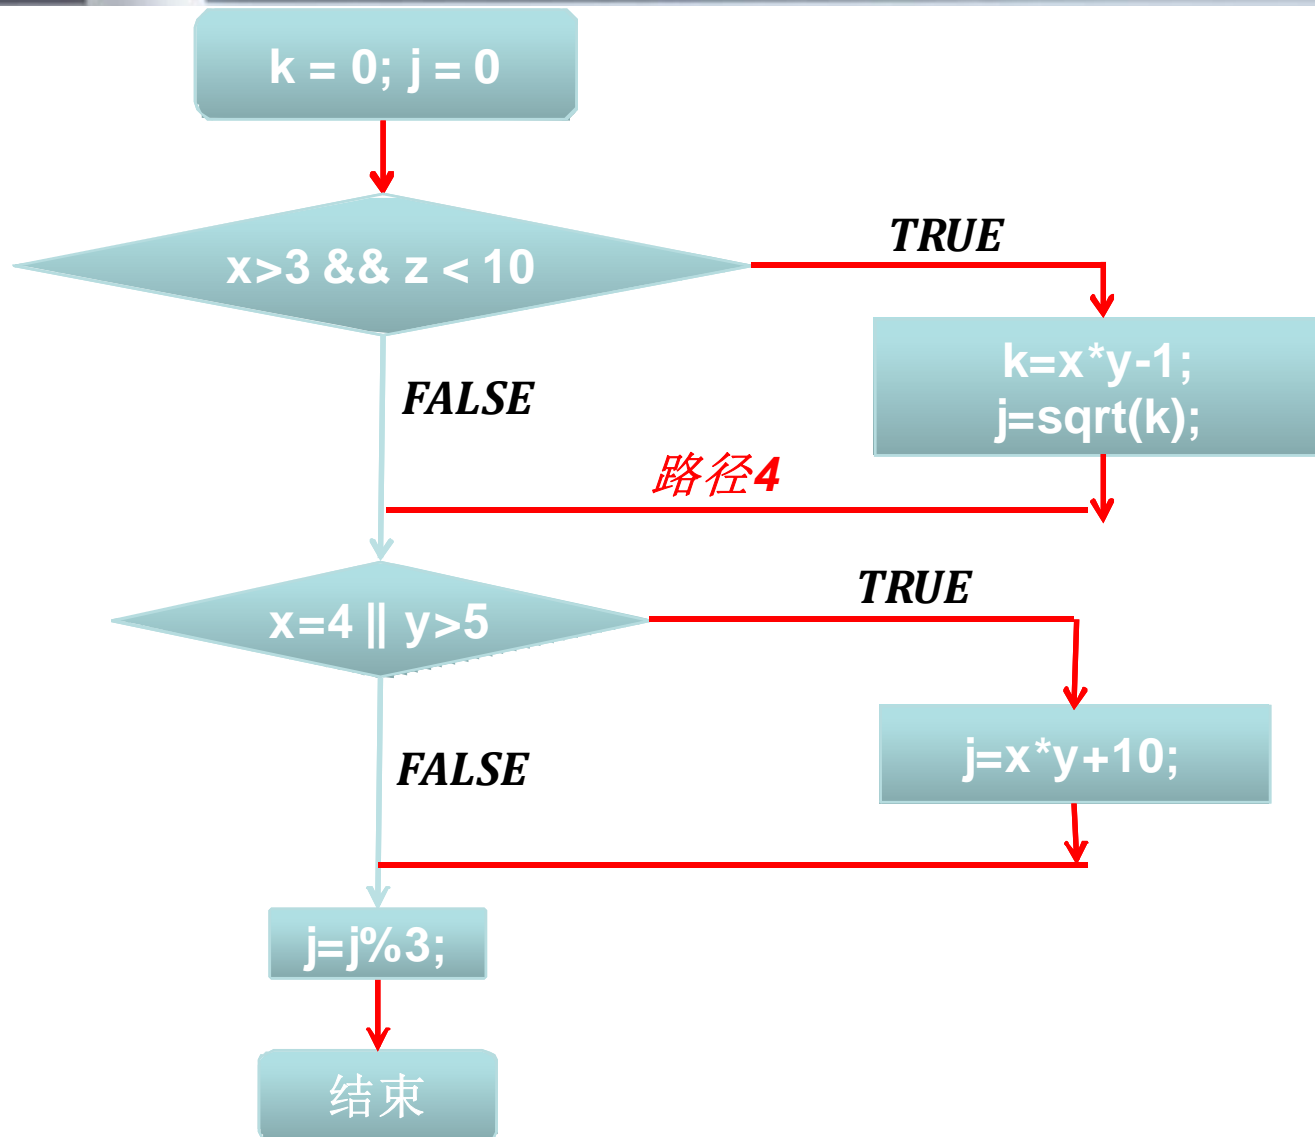 k = 0; j = 0
x>3 && z < 10
TRUE
k=x*y-1;
j=sqrt(k);
FALSE
路径4
x=4 || y>5
TRUE
j=x*y+10;
FALSE
j=j%3;
结束